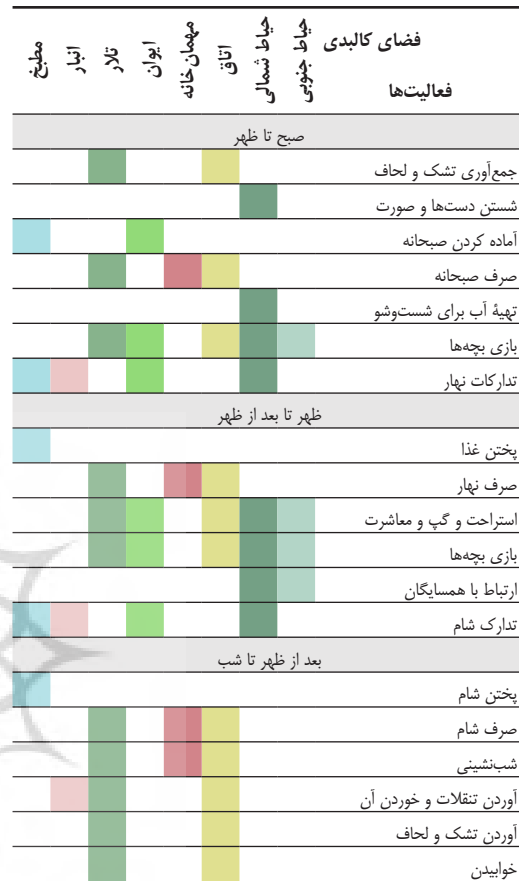 فضای کالبدی
فعالیت‌ها
حیاط جنوبی
حیاط شمالی
اتاق
مهمان‌خانه
ایوان
تالار
انبار
مطبخ
صبح تا ظهر
جمع‌آوری تشک و لحاف
شستن دست‌ها و صورت
آماده کردن صبحانه
صرف صبحانه
تهیهٔ آب برای شست‌وشو
بازی بچه‌ها
تدارکات نهار
ظهر تا بعد از ظهر
پختن غذا
صرف نهار
استراحت و گپ و معاشرت
بازی بچه‌ها
ارتباط با همسایگان
تدارک شام
بعد از ظهر تا شب
پختن شام
صرف شام
شب‌نشینی
آوردن تنقلات و خوردن آن
آوردن تشک و لحاف
خوابیدن